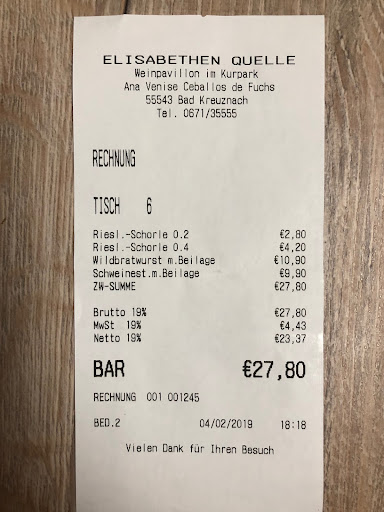 ELISABETHEN QUELLE
Weinpavillon im Kurpark
Ana Venise Ceballos de Fuchs
55543 Bad Kreuznach
Tel. 0671/35555
RECHNUNG
TISCH 6
Riesl.-Schorle 0.2 €2,80
Riesl.-Schorle 0.4 €4,20
Wildbratwurst m.Beilage €10,90
Schweinest.m.Beilage €9,90
ZW-SUMME €27,80
Brutto 19% €27,80
MwSt 19% €4,43
Netto 19% €23,37
BAR €27,80
RECHNUNG 001 001245
BED.2 04/02/2019 18:18
Vielen Dank für Ihren Besuch